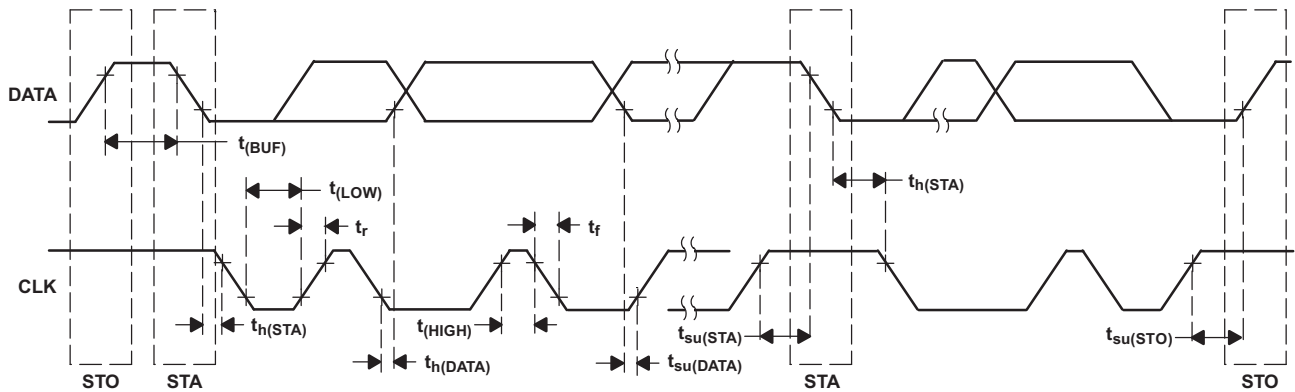 DATA
t(BUF)
t(LOW)
t(r)
th(STA)
tf
CLK
th(STA)
t(HIGH)
th(DATA)
tsu(DATA)
tsu(STA)
tsu(STO)
STO
STA
STA
STO